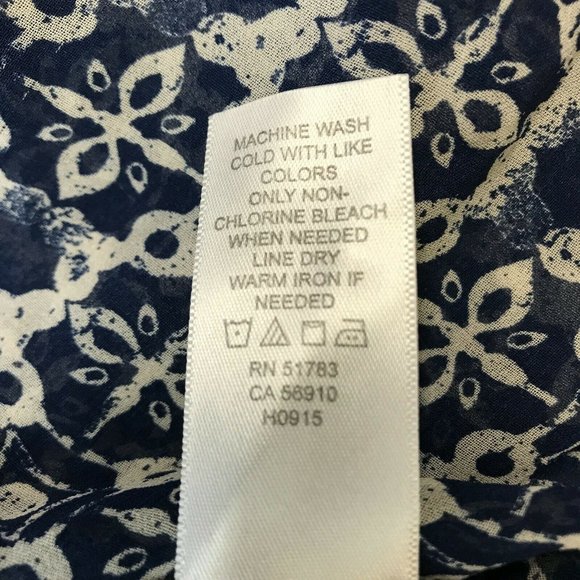 MACHINE WASH
COLD WITH LIKE
COLORS
ONLY NON-
CHLORINE BLEACH
WHEN NEEDED
LINE DRY
WARM IRON IF
NEEDED
RN 51783
CA 56910
H0915